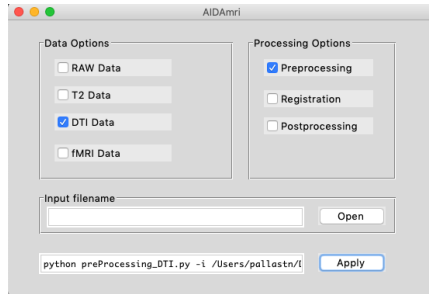 AIDAmri
Data Options
RAW Data
T2 Data
DTI Data
fMRI Data
Processing Options
Preprocessing
Registration
Postprocessing
Input filename
Open
python preProcessing_DTI.py -i /Users/pallastn/
Apply